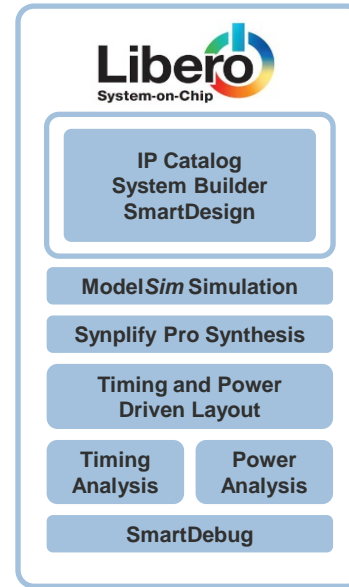 Libero
System-on-Chip
IP Catalog
System Builder
SmartDesign
ModelSim Simulation
Synplify Pro Synthesis
Timing and Power
Driven Layout
Timing
Analysis
Power
Analysis
SmartDebug